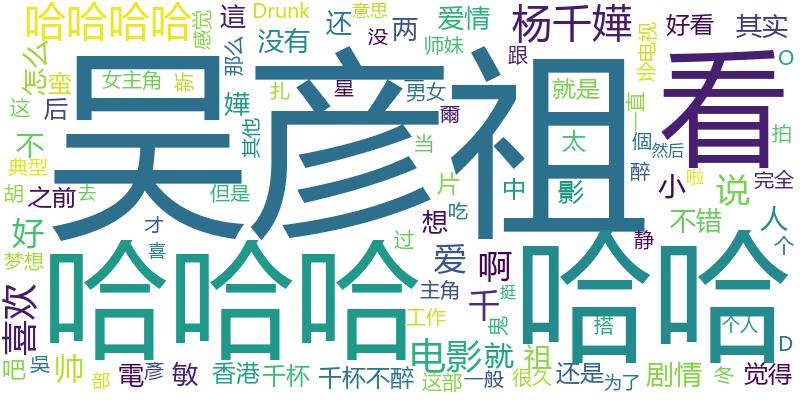 哈哈哈哈
感觉
Drunk
意思
还
两
爱情
杨千嬅
会电视
好看
其实
怎么
那么
没有
没
师妹
跟
O
吴彦祖
看
蛮
女主角
新
星
男女
就是
一直
这
后
嬅
扎
爾
中
太
個
然后
拍
不
其他
当
醉
典型
片
影
小
啦
完全
胡
之前
去
但是
想
吃
说
才
不错
人
好
喜
过
静
个
梦想
哈哈哈
爱
啊
哈哈
喜欢
主角
挺
千
工作
鬼
搭
个人
电影
就
祖
D
吧
帅
部
電
彥
敏
香港
千杯
千杯不醉
这部
一般
很久
还是
为了
剧情
冬
觉得
吳
這